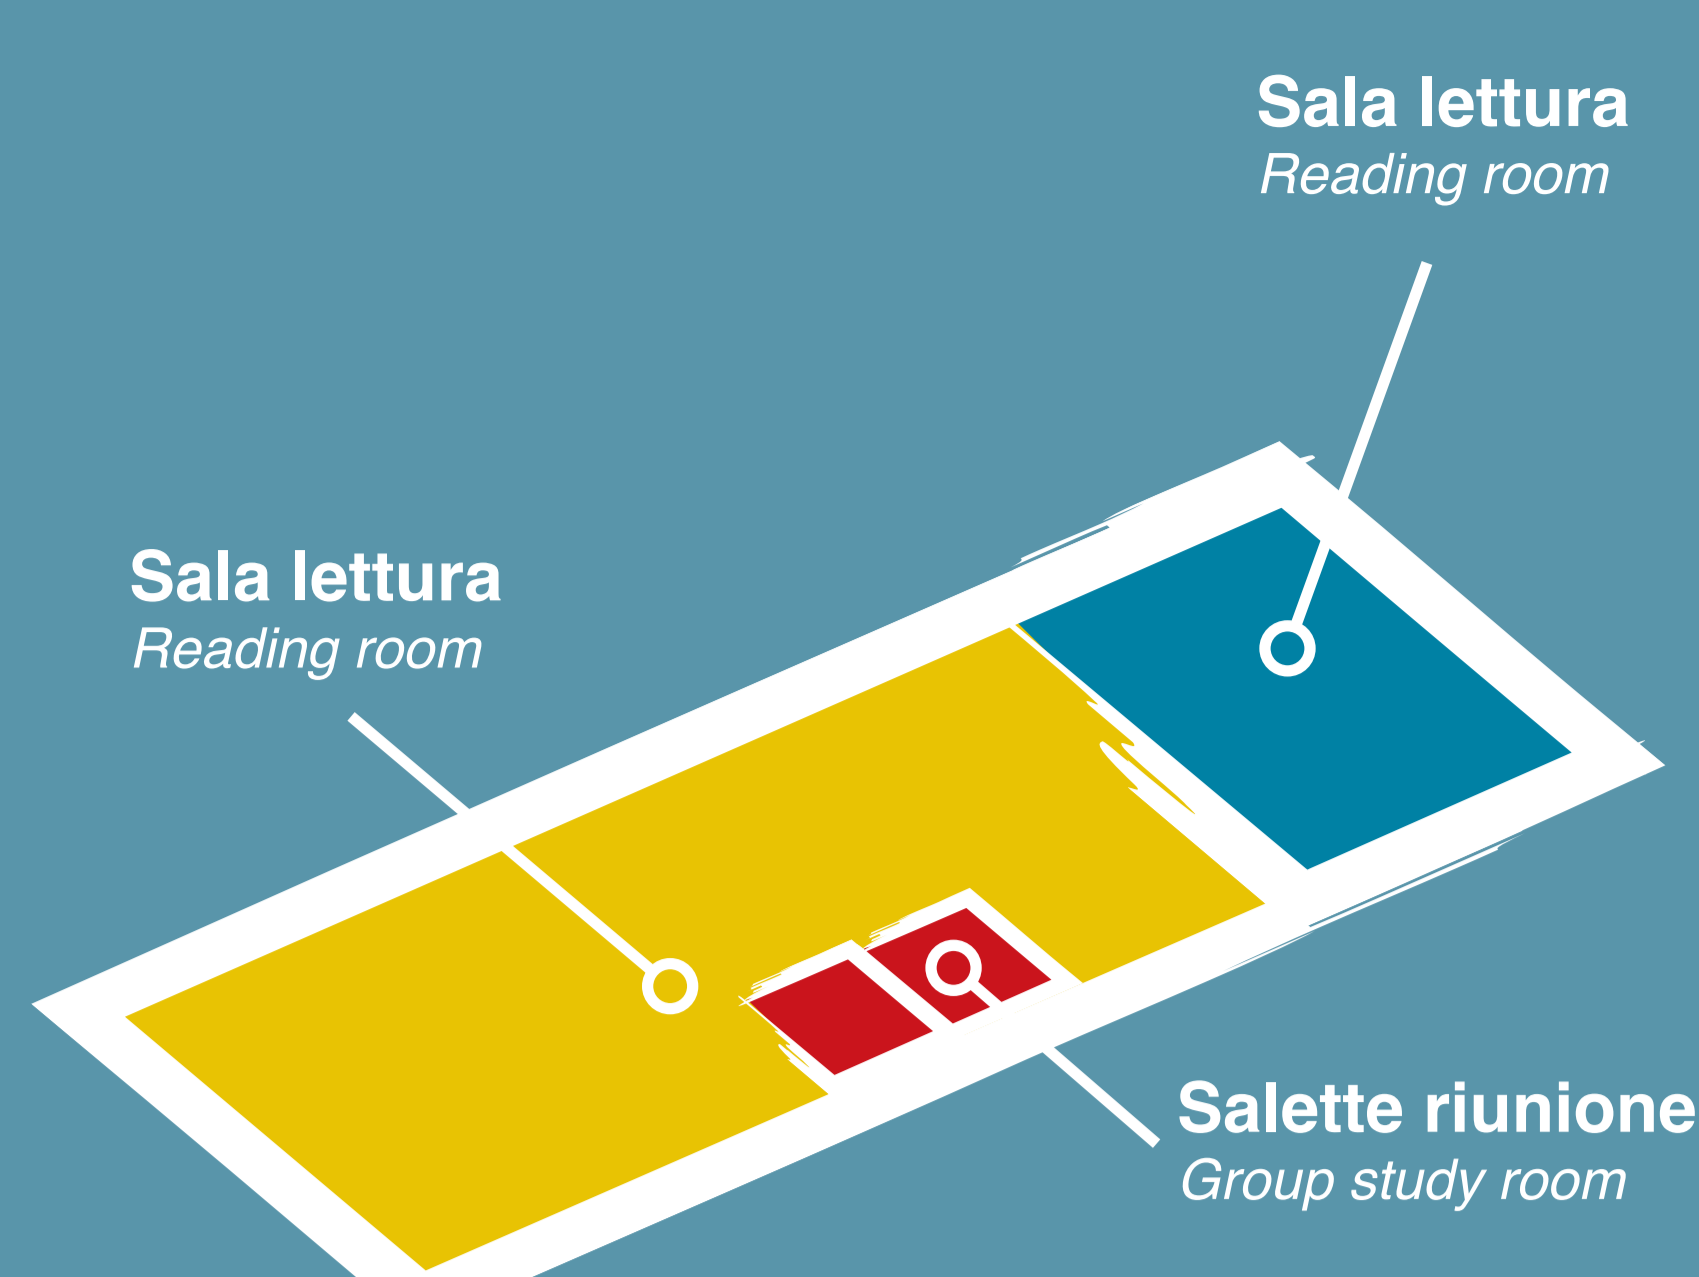 Sala lettura
Reading room
Sala lettura
Reading room
Salette riunione
Group study room